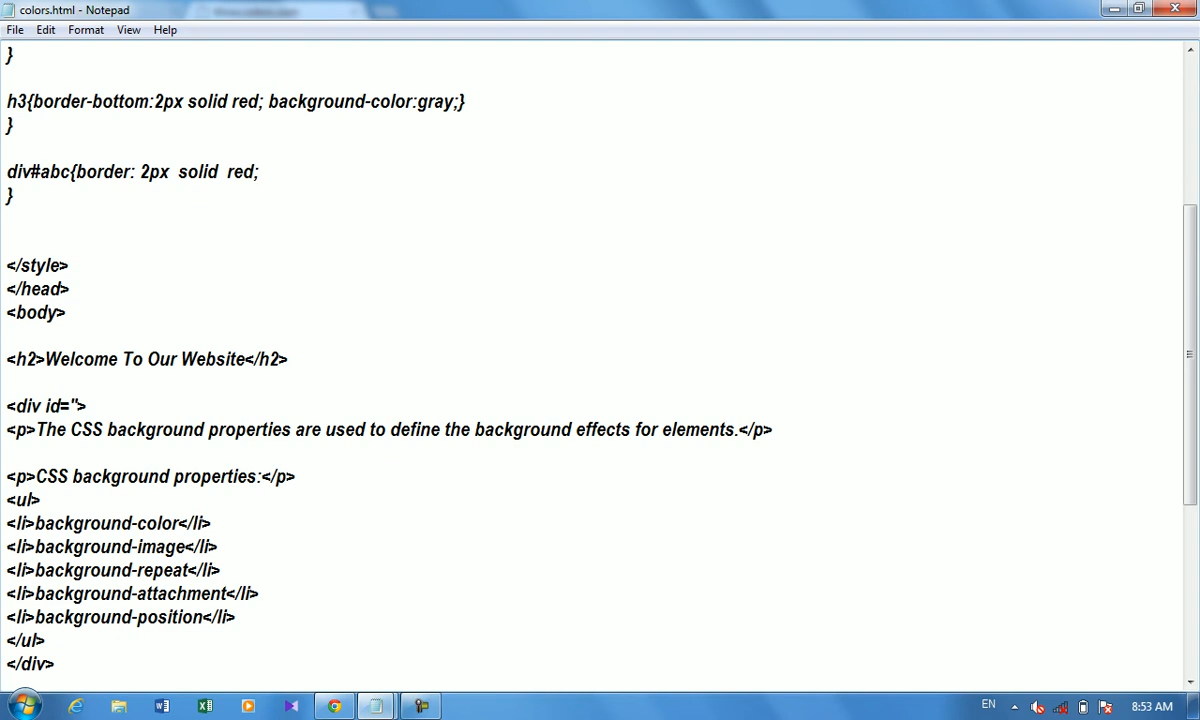 colors.html - Notepad
File Edit Format View Help
}
h3{border-bottom:2px solid red; background-color:gray;}
}
div#abc{border: 2px  solid  red;
}
</style>
</head>
<body>
<h2>Welcome To Our Website</h2>
<div id=">
<p>The CSS background properties are used to define the background effects for elements.</p>
<p>CSS background properties:</p>
<ul>
<li>background-color</li>
<li>background-image</li>
<li>background-repeat</li>
<li>background-attachment</li>
<li>background-position</li>
</ul>
</div>
EN 8:53 AM